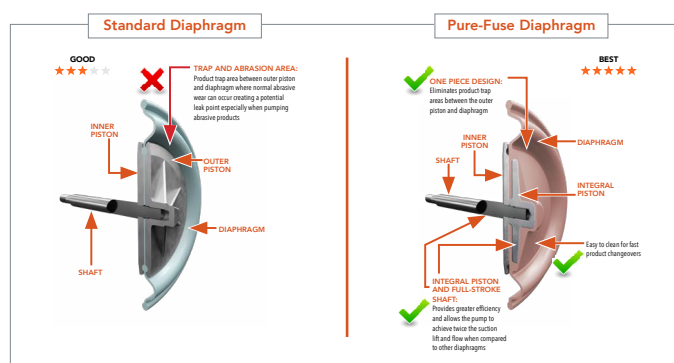 Standard Diaphragm
GOOD
TRAP AND ABRASION AREA:
Product trap area between outer piston
and diaphragm where normal abrasive
wear can occur creating a potential
leak point especially when pumping
abrasive products
INNER
PISTON
OUTER
PISTON
DIAPHRAGM
SHAFT
Pure-Fuse Diaphragm
BEST
ONE PIECE DESIGN:
Eliminates product trap
areas between the outer
piston and diaphragm
INNER
PISTON
DIAPHRAGM
SHAFT
INTEGRAL
PISTON
Easy to clean for fast
product changeovers
INTEGRAL PISTON
AND FULL-STROKE
SHAFT:
Provides greater efficiency
and allows the pump to
achieve twice the suction
lift and flow when compared
to other diaphragms